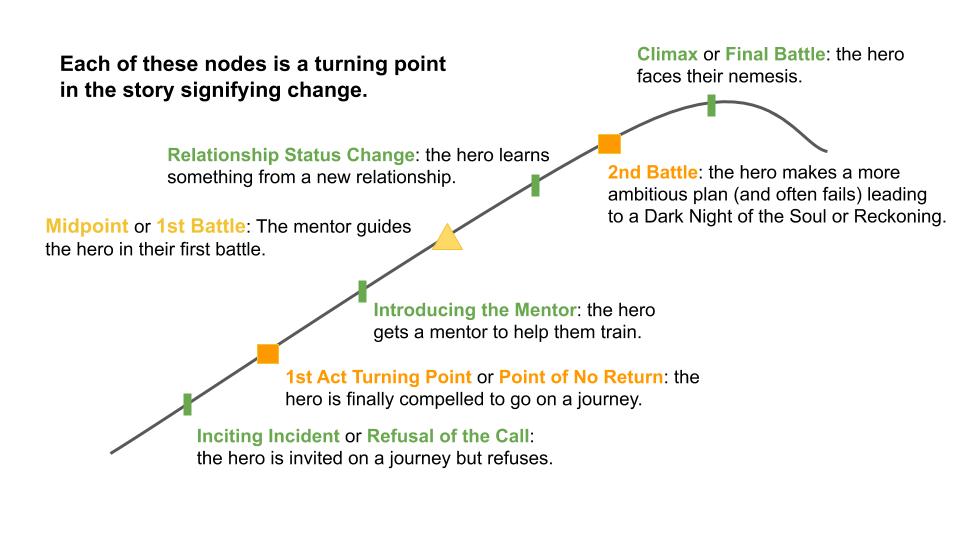 Each of these nodes is a turning point
in the story signifying change.
Climax or Final Battle: the hero
faces their nemesis.
Relationship Status Change: the hero learns
something from a new relationship.
2nd Battle: the hero makes a more
ambitious plan (and often fails) leading
to a Dark Night of the Soul or Reckoning.
Midpoint or 1st Battle: The mentor guides
the hero in their first battle.
Introducing the Mentor: the hero
gets a mentor to help them train.
1st Act Turning Point or Point of No Return: the
hero is finally compelled to go on a journey.
Inciting Incident or Refusal of the Call:
the hero is invited on a journey but refuses.